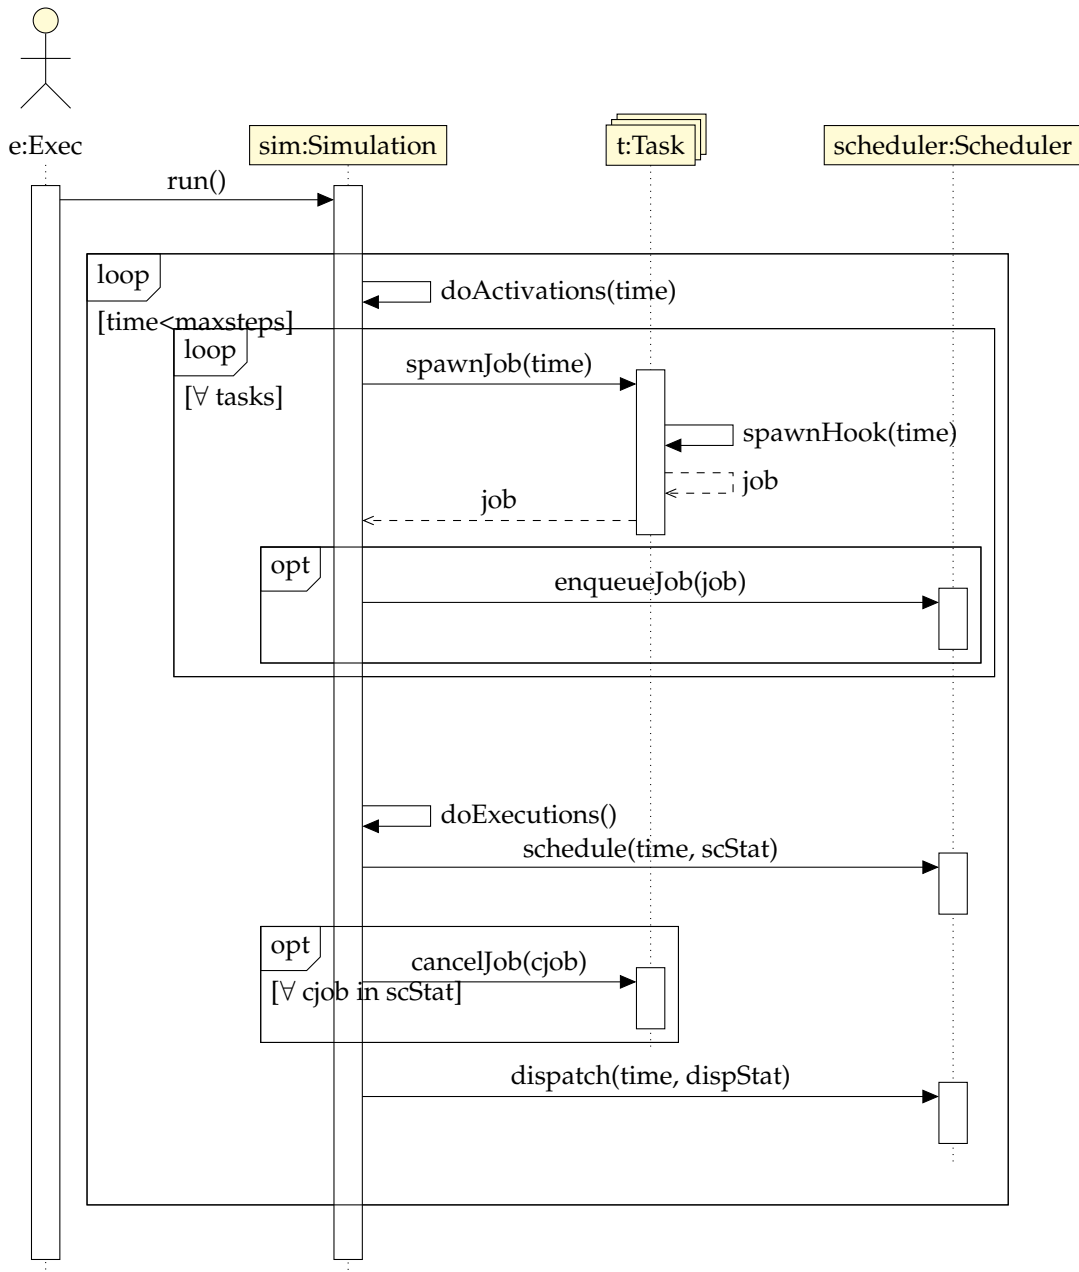 e:Exec
sim:Simulation
t:Task
scheduler:Scheduler
run()
loop
doActivations(time)
[time<maxsteps]
loop
spawnJob(time)
[∀ tasks]
spawnHook(time)
job
job
opt
enqueueJob(job)
doExecutions()
schedule(time, scStat)
opt
cancelJob(cjob)
[∀ cjob in scStat]
dispatch(time, dispStat)